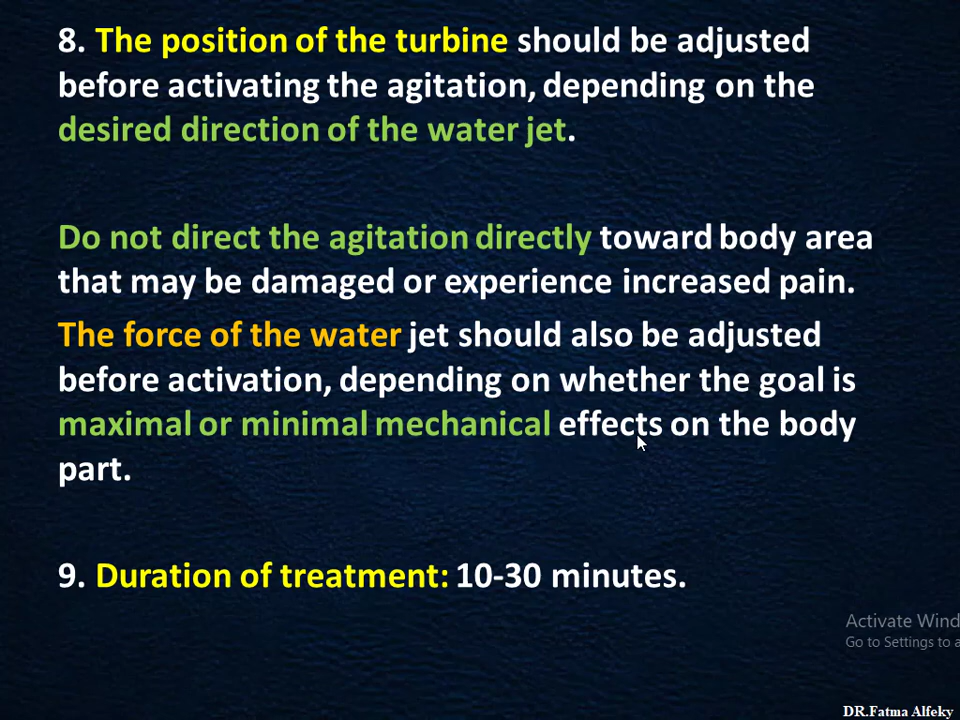 8. The position of the turbine should be adjusted
before activating the agitation, depending on the
desired direction of the water jet.
Do not direct the agitation directly toward body area
that may be damaged or experience increased pain.
The force of the water jet should also be adjusted
before activation, depending on whether the goal is
maximal or minimal mechanical effects on the body
part.
9. Duration of treatment: 10-30 minutes.
Activate Wind
Go to Settings to a
DR.Fatma Alfeky